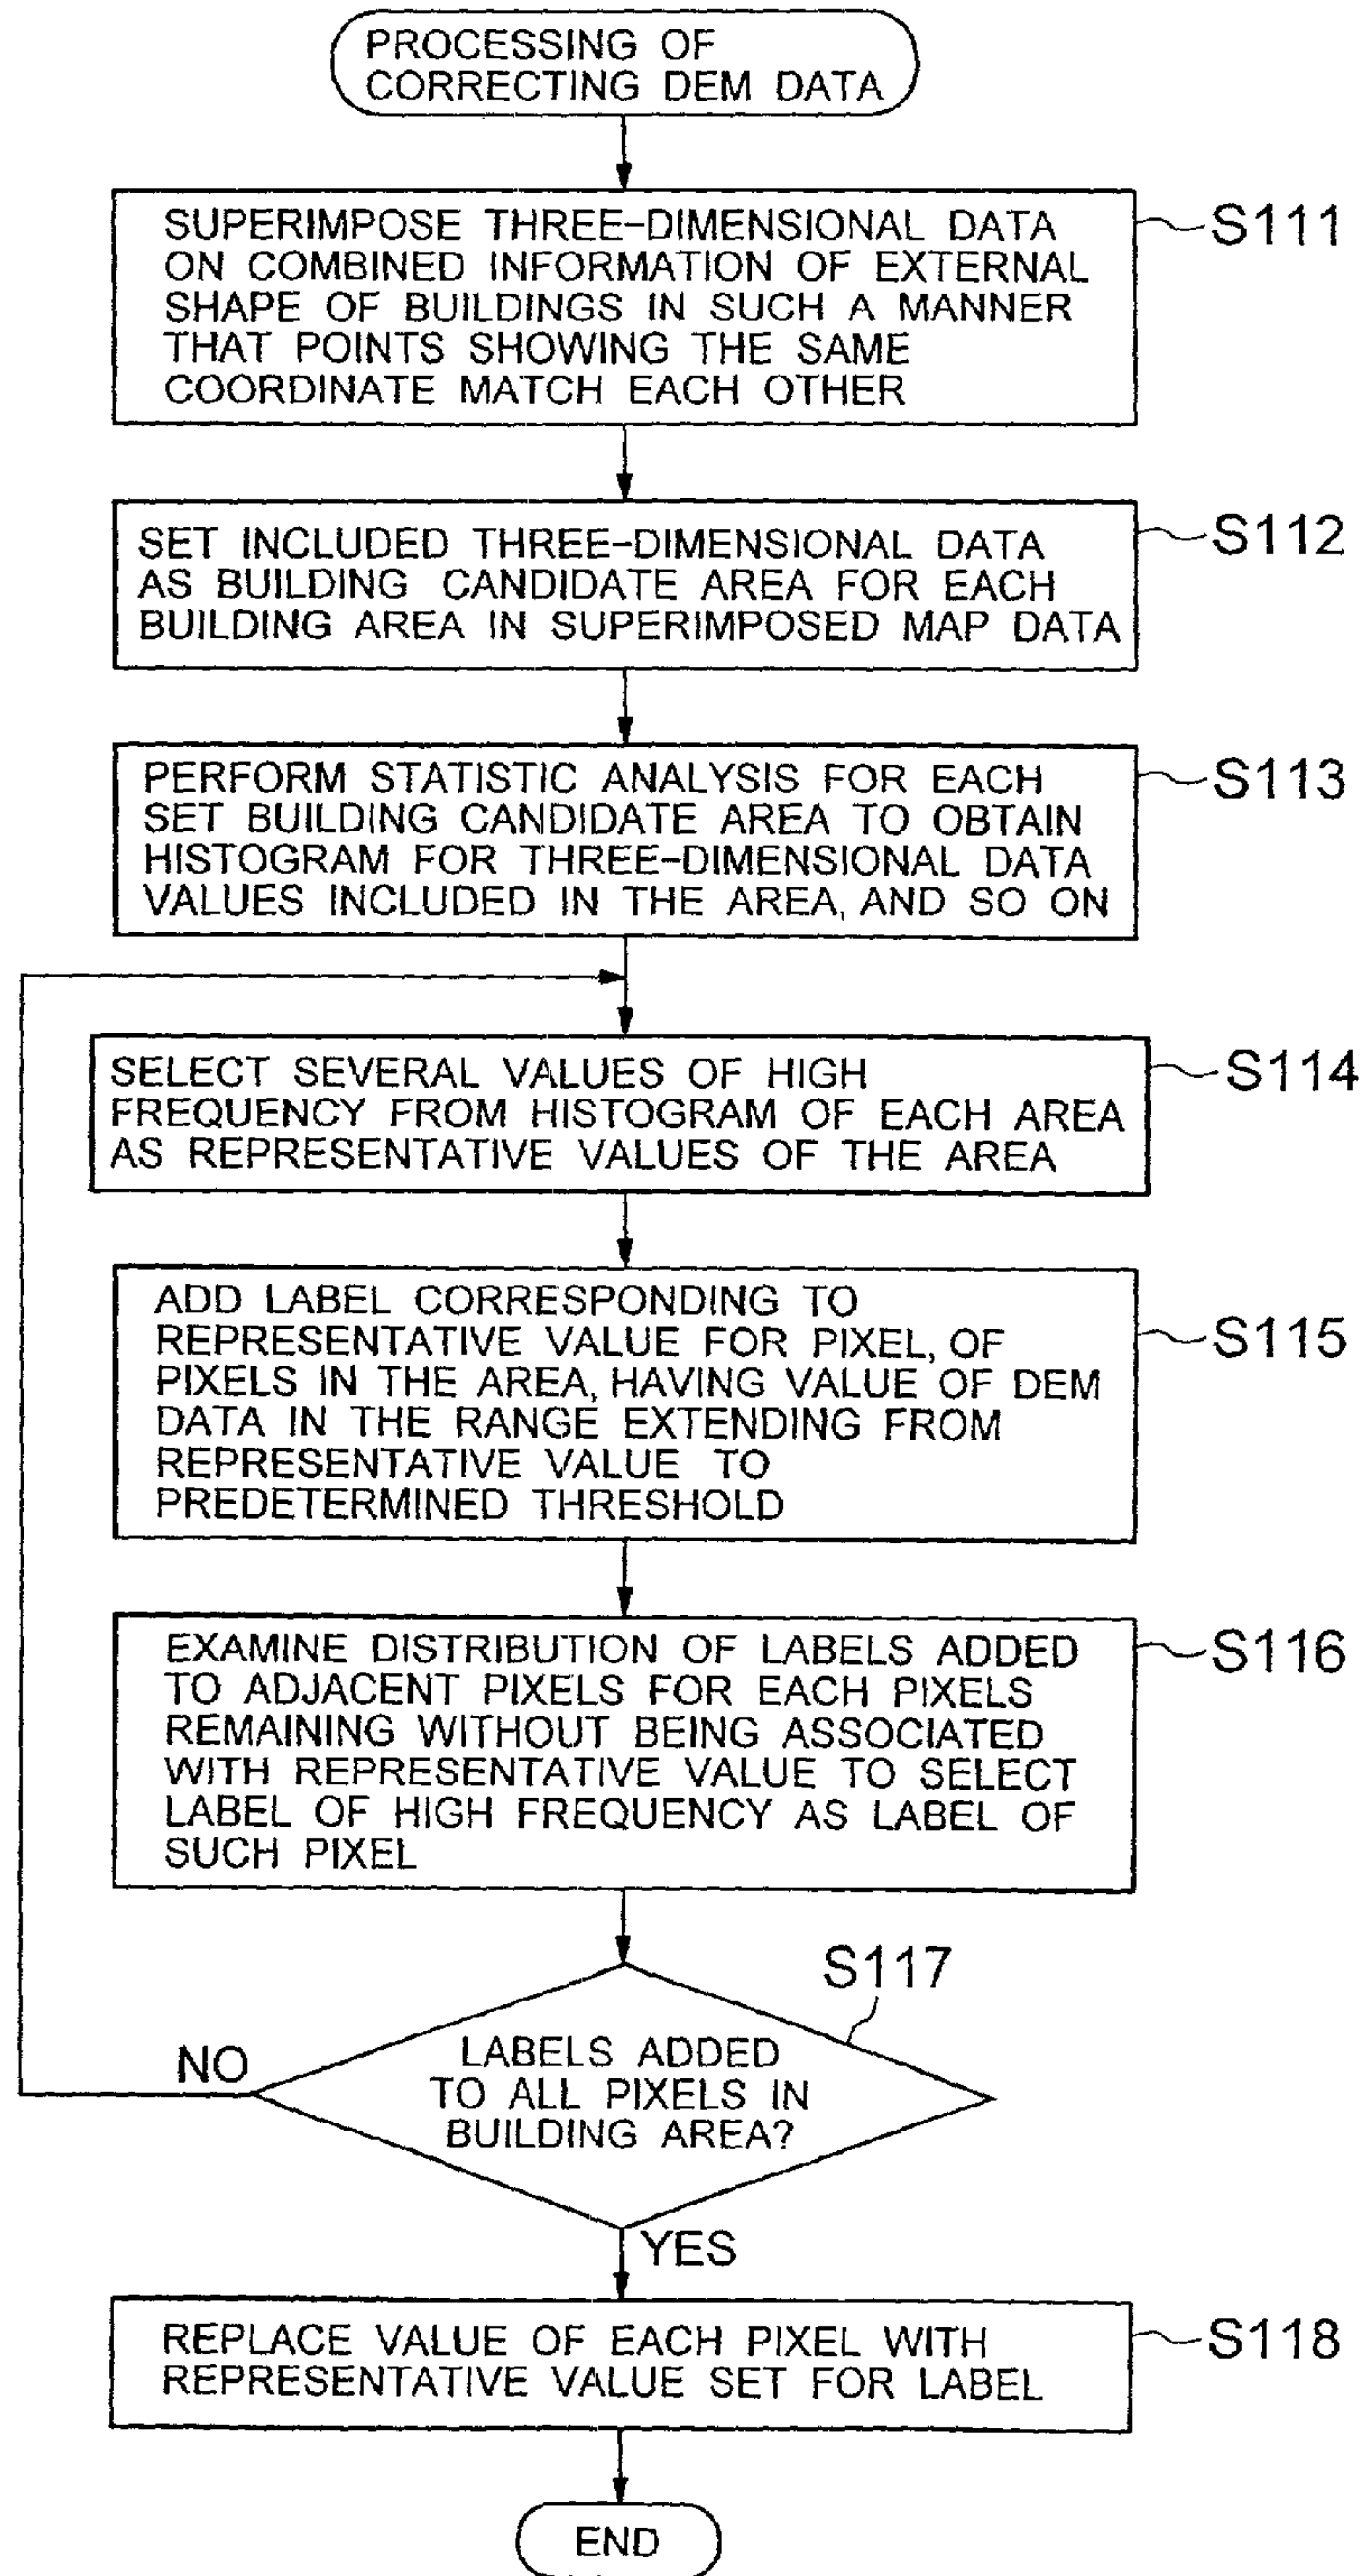 PROCESSING OF
CORRECTING DEM DATA
SUPERIMPOSE THREE-DIMENSIONAL DATA
ON COMBINED INFORMATION OF EXTERNAL
SHAPE OF BUILDINGS IN SUCH A MANNER
THAT POINTS SHOWING THE SAME
COORDINATE MATCH EACH OTHER
S111
SET INCLUDED THREE-DIMENSIONAL DATA
AS BUILDING CANDIDATE AREA FOR EACH
BUILDING AREA IN SUPERIMPOSED MAP DATA
S112
PERFORM STATISTIC ANALYSIS FOR EACH
SET BUILDING CANDIDATE AREA TO OBTAIN
HISTOGRAM FOR THREE-DIMENSIONAL DATA
VALUES INCLUDED IN THE AREA, AND SO ON
S113
SELECT SEVERAL VALUES OF HIGH
FREQUENCY FROM HISTOGRAM OF EACH AREA
AS REPRESENTATIVE VALUES OF THE AREA
S114
ADD LABEL CORRESPONDING TO
REPRESENTATIVE VALUE FOR PIXEL, OF
PIXELS IN THE AREA, HAVING VALUE OF DEM
DATA IN THE RANGE EXTENDING FROM
REPRESENTATIVE VALUE TO
PREDETERMINED THRESHOLD
S115
EXAMINE DISTRIBUTION OF LABELS ADDED
TO ADJACENT PIXELS FOR EACH PIXELS
REMAINING WITHOUT BEING ASSOCIATED
WITH REPRESENTATIVE VALUE TO SELECT
LABEL OF HIGH FREQUENCY AS LABEL OF
SUCH PIXEL
S116
S117
LABELS ADDED
TO ALL PIXELS IN
BUILDING AREA?
NO
YES
REPLACE VALUE OF EACH PIXEL WITH
REPRESENTATIVE VALUE SET FOR LABEL
S118
END